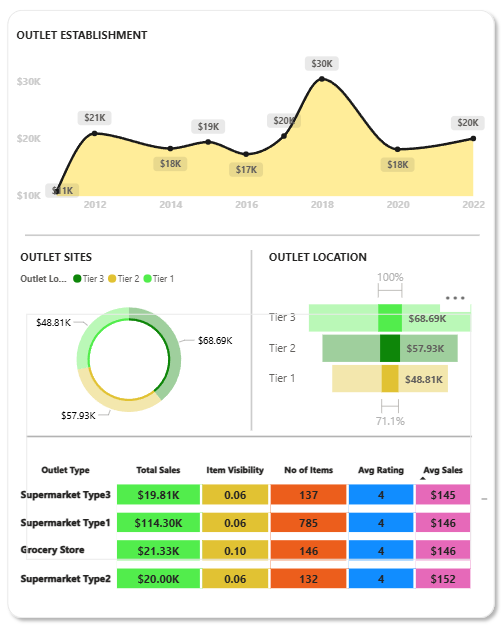 OUTLET ESTABLISHMENT
$30K
$30K
$21K
$20K
$20K
$19K
$20K
$18K
$17K
$18K
$11K
$10K
2012
2014
2016
2018
2020
2022
OUTLET SITES
Outlet Lo... Tier 3 Tier 2 Tier 1
$48.81K
$68.69K
$57.93K
OUTLET LOCATION
100%
Tier 3 $68.69K
Tier 2 $57.93K
Tier 1 $48.81K
71.1%
Outlet Type Total Sales Item Visibility No of Items Avg Rating Avg Sales
Supermarket Type3 $19.81K 0.06 137 4 $145
Supermarket Type1 $114.30K 0.06 785 4 $146
Grocery Store $21.33K 0.10 146 4 $146
Supermarket Type2 $20.00K 0.06 132 4 $152